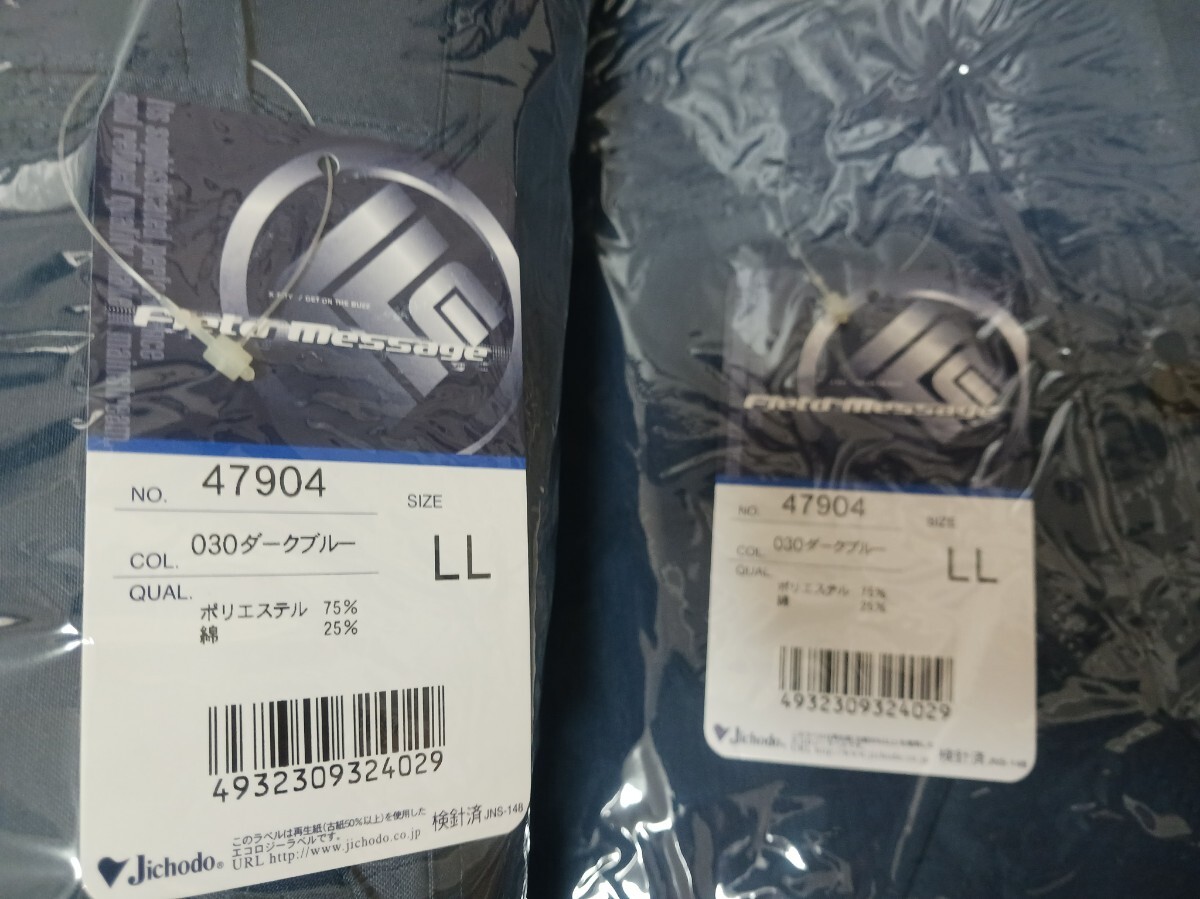 Field Message
NO. 47904
SIZE
COL. 030ダークブルー
LL
QUAL.
ポリエステル 75%
綿 25%
4932309324029
このラベルは再生紙(古紙50%以上)を使用した
エコロジーラベルです。
検針済 JNS-148
URL http://www.jichodo.co.jp
Jichodo®
Field Message
NO. 47904
SIZE
COL. 030ダークブルー
LL
QUAL.
ポリエステル 75%
綿 25%
4932309324029
Jichodo®
検針済 JNS-148